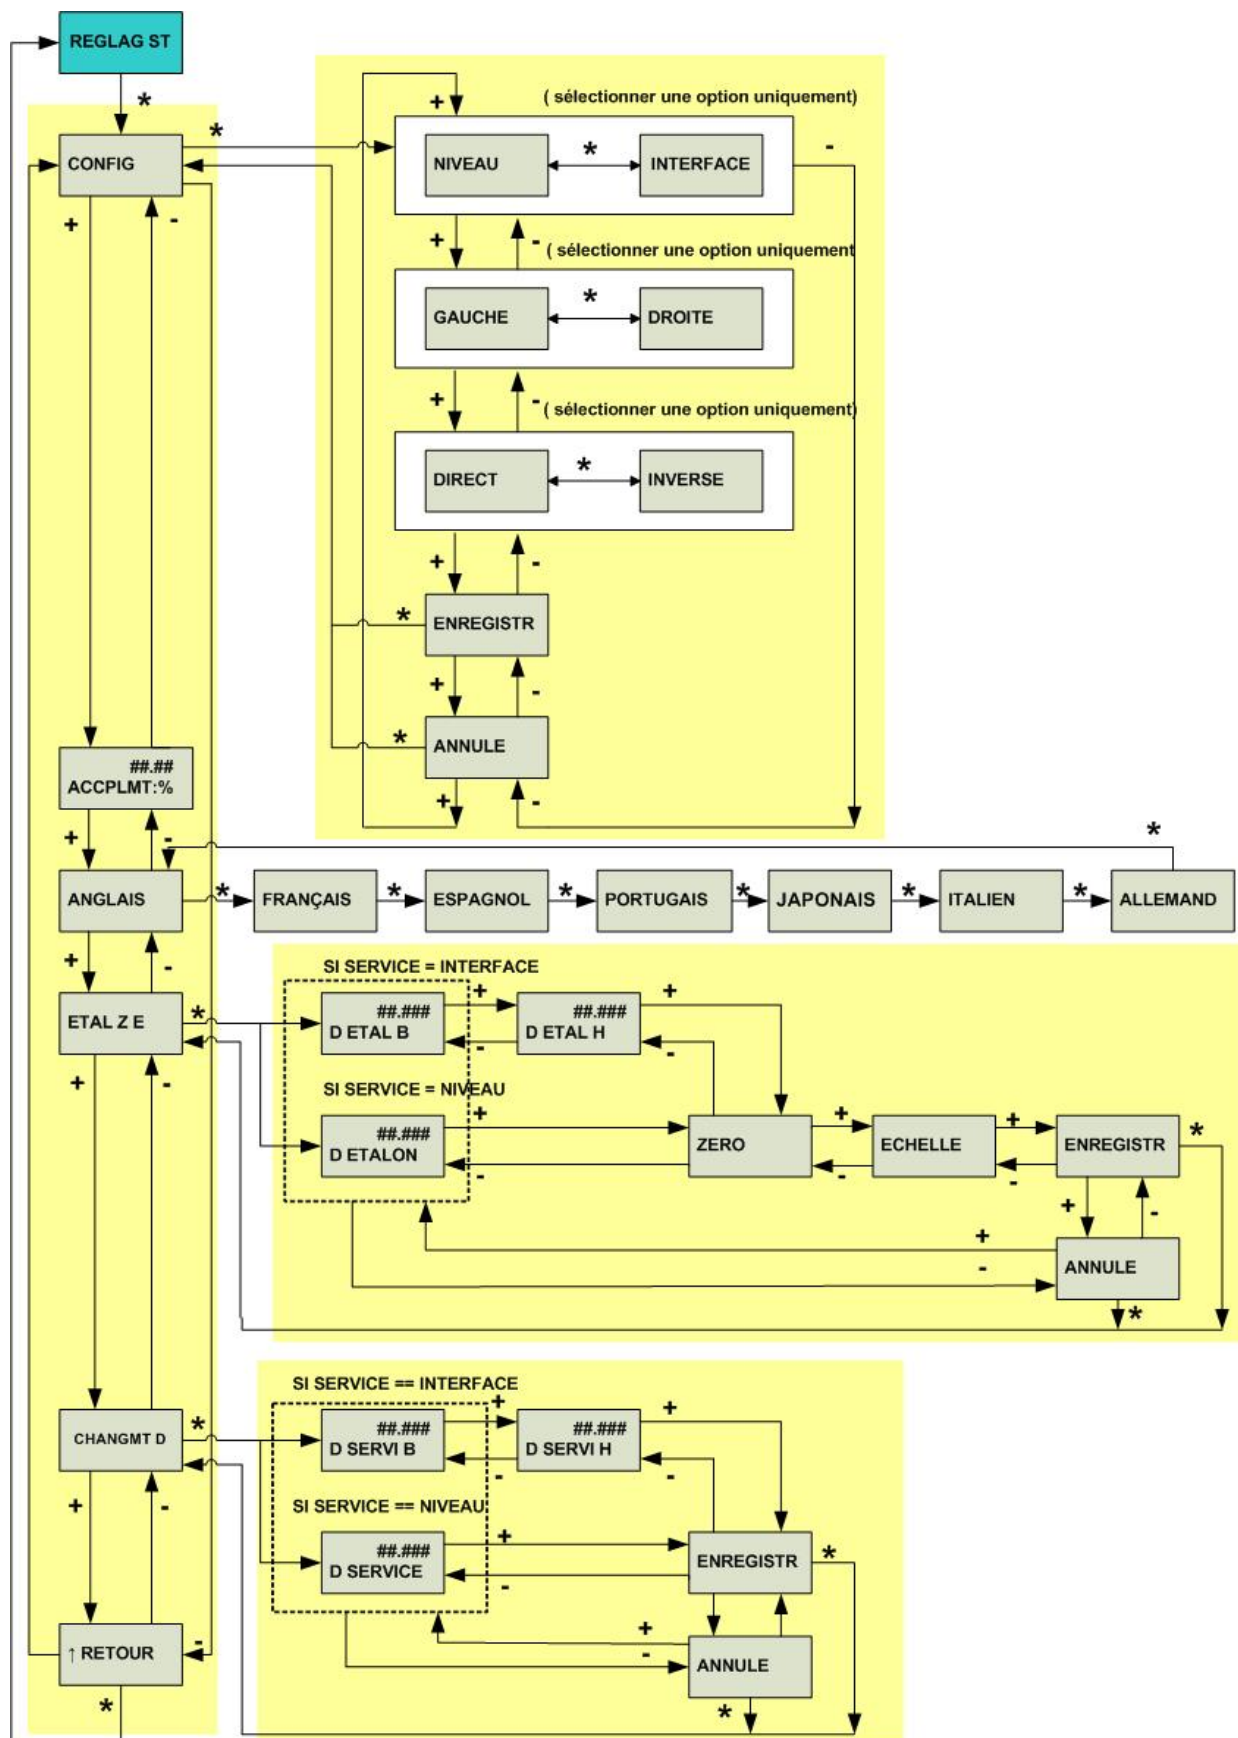 REGLAG ST
*
( sélectionner une option uniquement)
+
*
CONFIG
NIVEAU
*
INTERFACE
-
+
-
+
-
( sélectionner une option uniquement
GAUCHE
*
DROITE
+
-
( sélectionner une option uniquement)
DIRECT
*
INVERSE
+
-
*
ENREGISTR
+
-
*
ANNULE
+
-
##.##
ACCPLMT:%
+
-
*
ANGLAIS
*
FRANÇAIS
*
ESPAGNOL
*
PORTUGAIS
*
JAPONAIS
*
ITALIEN
*
ALLEMAND
+
-
SI SERVICE = INTERFACE
ETAL Z E
*
##.###
D ETAL B
+
-
##.###
D ETAL H
+
-
+
-
SI SERVICE = NIVEAU
##.###
D ETALON
+
-
ZERO
+
-
ECHELLE
+
-
ENREGISTR
*
+
-
+
-
ANNULE
*
SI SERVICE == INTERFACE
CHANGMT D
*
##.###
D SERVI B
+
-
##.###
D SERVI H
+
-
+
-
SI SERVICE == NIVEAU
##.###
D SERVICE
+
-
ENREGISTR
*
+
-
ANNULE
*
↑ RETOUR
-
*